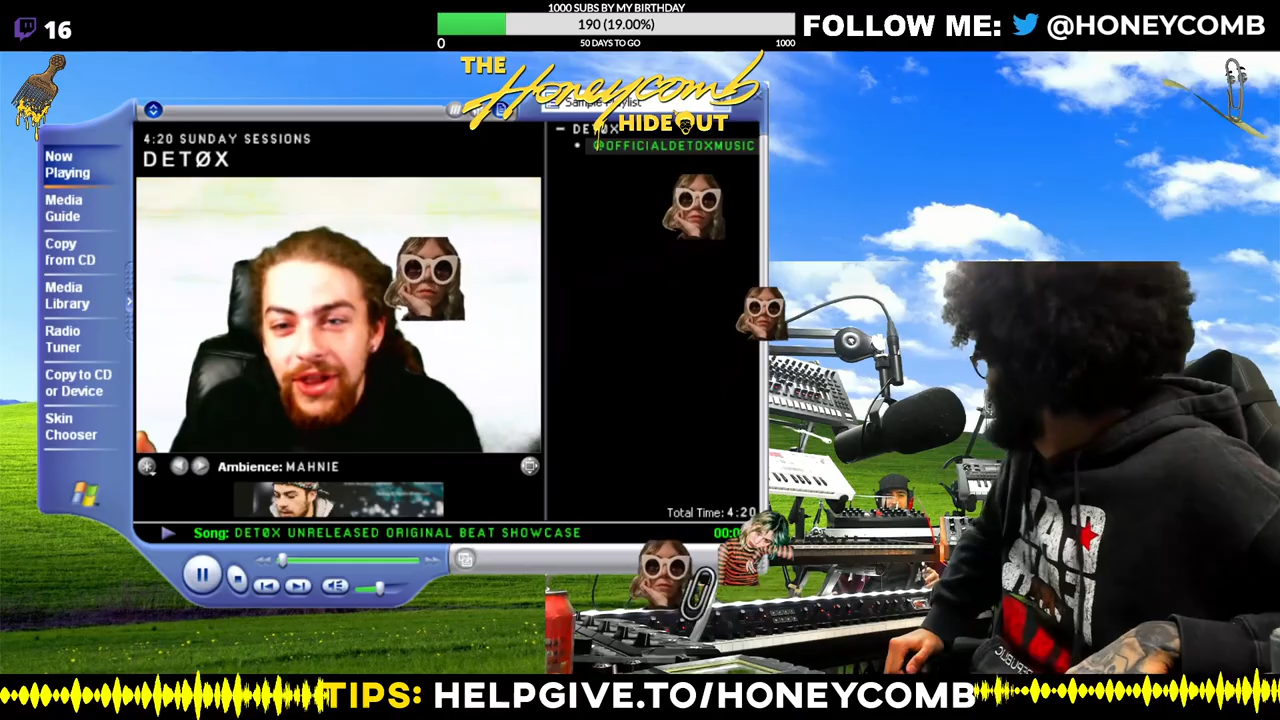 16
1000 SUBS BY MY BIRTHDAY
190 (19.00%)
0
50 DAYS TO GO
1000
FOLLOW ME: @HONEYCOMB
THE
Honeycomb
HIDEOUT
Sample Playlist
4:20 SUNDAY SESSIONS
DETØX
DETØX
@OFFICIALDETOXMUSIC
Now
Playing
Media
Guide
Copy
from CD
Media
Library
Radio
Tuner
Copy to CD
or Device
Skin
Chooser
Ambience: MAHNIE
Total Time: 4:20
Song: DETØX UNRELEASED ORIGINAL BEAT SHOWCASE
TIPS: HELPGIVE.TO/HONEYCOMB